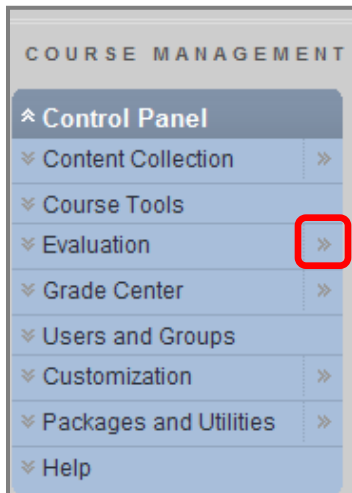 COURSE MANAGEMENT
Control Panel
Content Collection
Course Tools
Evaluation
Grade Center
Users and Groups
Customization
Packages and Utilities
Help